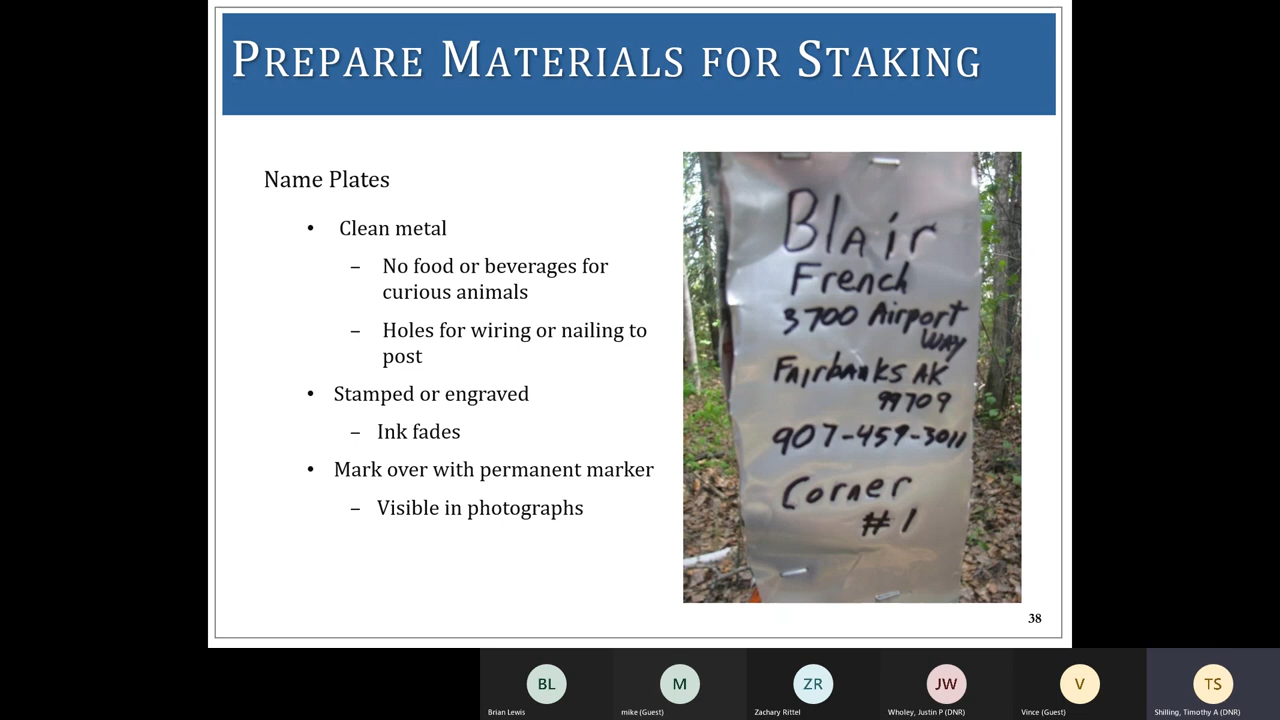 PREPARE MATERIALS FOR STAKING
Name Plates
• Clean metal
– No food or beverages for
curious animals
– Holes for wiring or nailing to
post
• Stamped or engraved
– Ink fades
• Mark over with permanent marker
– Visible in photographs
BLAir
French
3700 Airport
WAY
FAirbanks AK
99709
907-459-3011
Corner
# 1
38
BL
M
ZR
JW
V
TS
Brian Lewis
mike (Guest)
Zachary Rittel
Wholey, Justin P (DNR)
Vince (Guest)
Shilling, Timothy A (DNR)